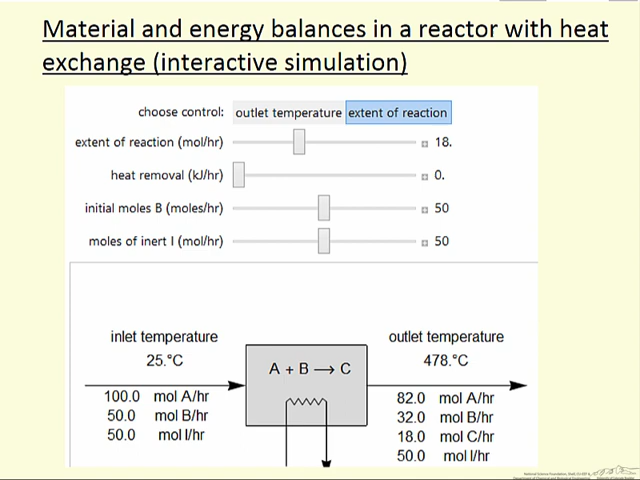 Material and energy balances in a reactor with heat
exchange (interactive simulation)
choose control: outlet temperature extent of reaction
extent of reaction (mol/hr) 18.
heat removal (kJ/hr) 0.
initial moles B (moles/hr) 50
moles of inert I (mol/hr) 50
inlet temperature
25.°C
A + B ⟶ C
outlet temperature
478.°C
100.0 mol A/hr
50.0 mol B/hr
50.0 mol I/hr
82.0 mol A/hr
32.0 mol B/hr
18.0 mol C/hr
50.0 mol I/hr